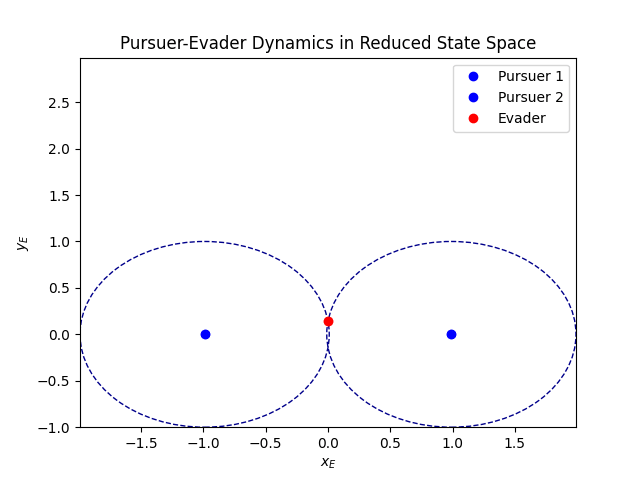 Pursuer-Evader Dynamics in Reduced State Space
Pursuer 1
Pursuer 2
Evader
2.5
2.0
1.5
1.0
0.5
0.0
−0.5
−1.0
y_E
−1.5
−1.0
−0.5
0.0
0.5
1.0
1.5
x_E